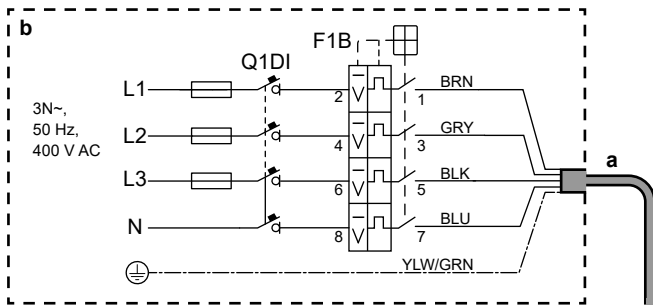 b
F1B
Q1DI
L1
2
1
BRN
3N~,
50 Hz,
400 V AC
L2
4
3
GRY
L3
6
5
BLK
a
N
8
7
BLU
YLW/GRN